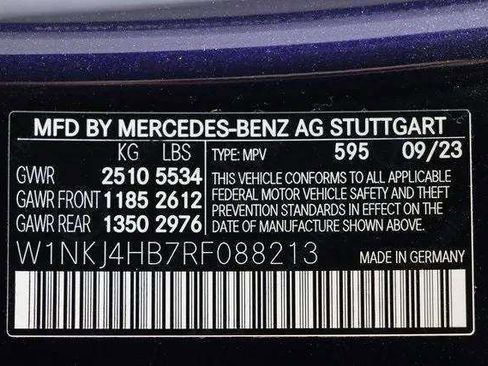 MFD BY MERCEDES-BENZ AG STUTTGART
KG LBS TYPE: MPV 595 09/23
GVWR 2510 5534
GAWR FRONT 1185 2612
GAWR REAR 1350 2976
THIS VEHICLE CONFORMS TO ALL APPLICABLE
FEDERAL MOTOR VEHICLE SAFETY AND THEFT
PREVENTION STANDARDS IN EFFECT ON THE
DATE OF MANUFACTURE SHOWN ABOVE.
W1NKJ4HB7RF088213 MADE IN GERMANY